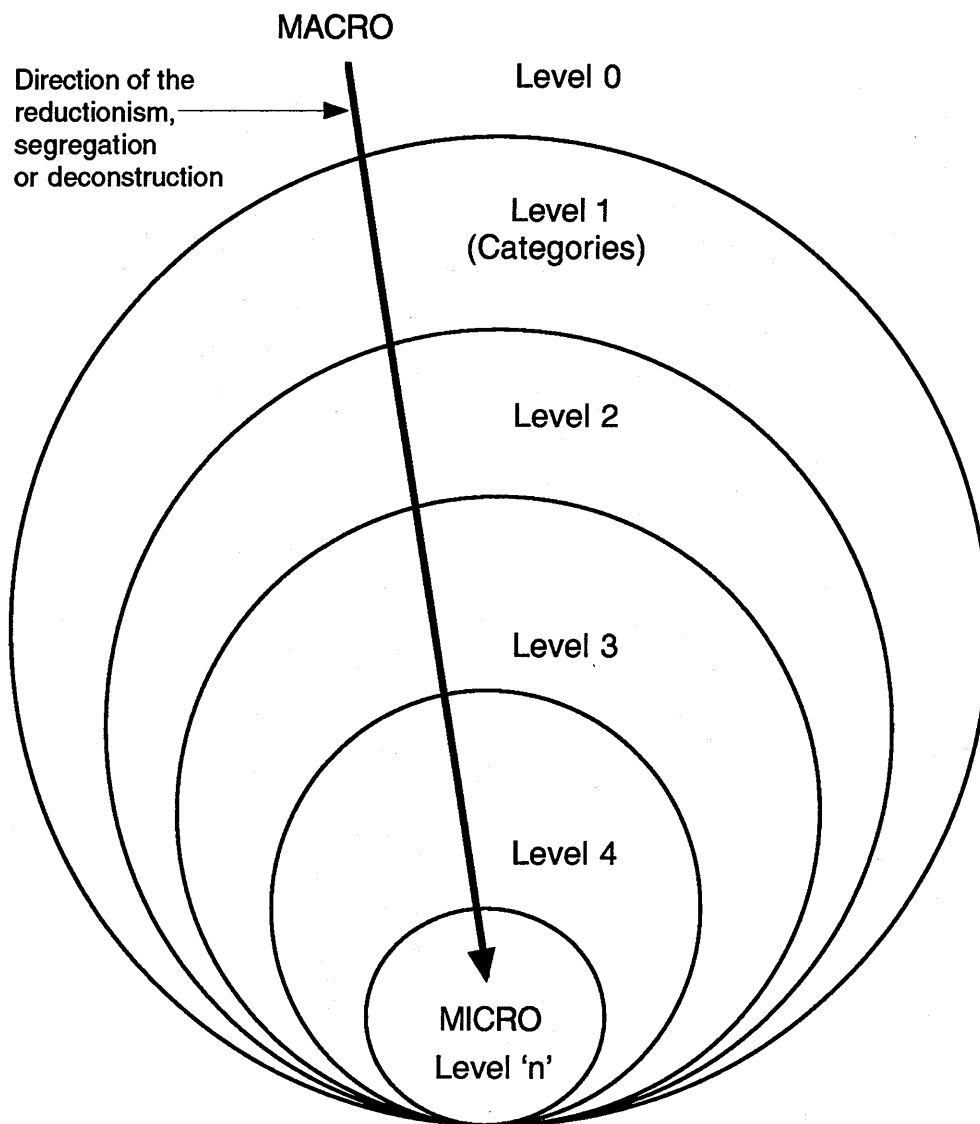 MACRO
Level 0
Direction of the
reductionism,
segregation
or deconstruction
Level 1
(Categories)
Level 2
Level 3
Level 4
MICRO
Level ‘n’